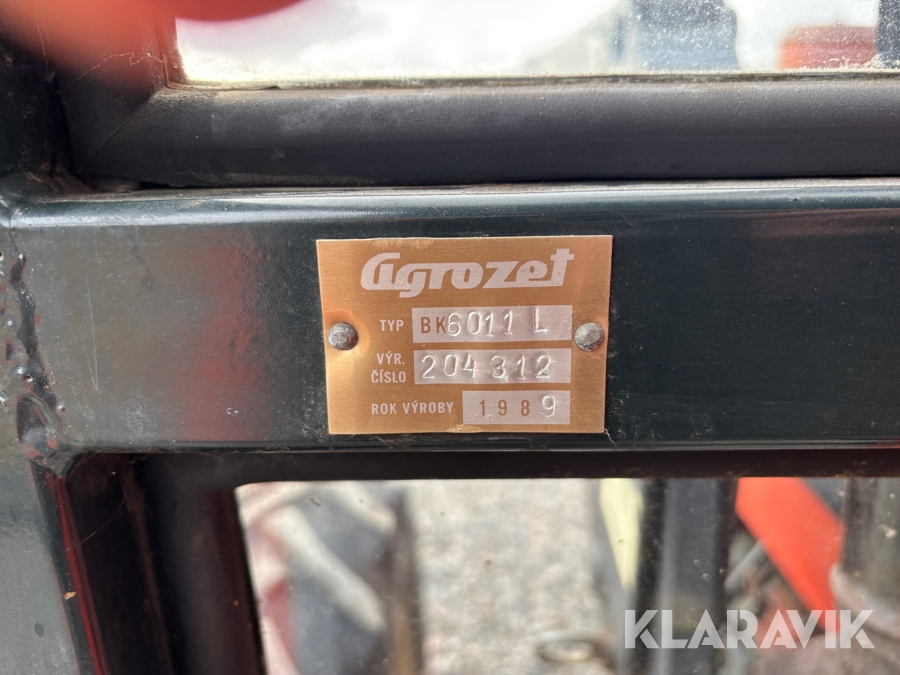 agrozet
TYP BK6011 L
VÝR. ČÍSLO 204312
ROK VÝROBY 1989
KLARAVIK